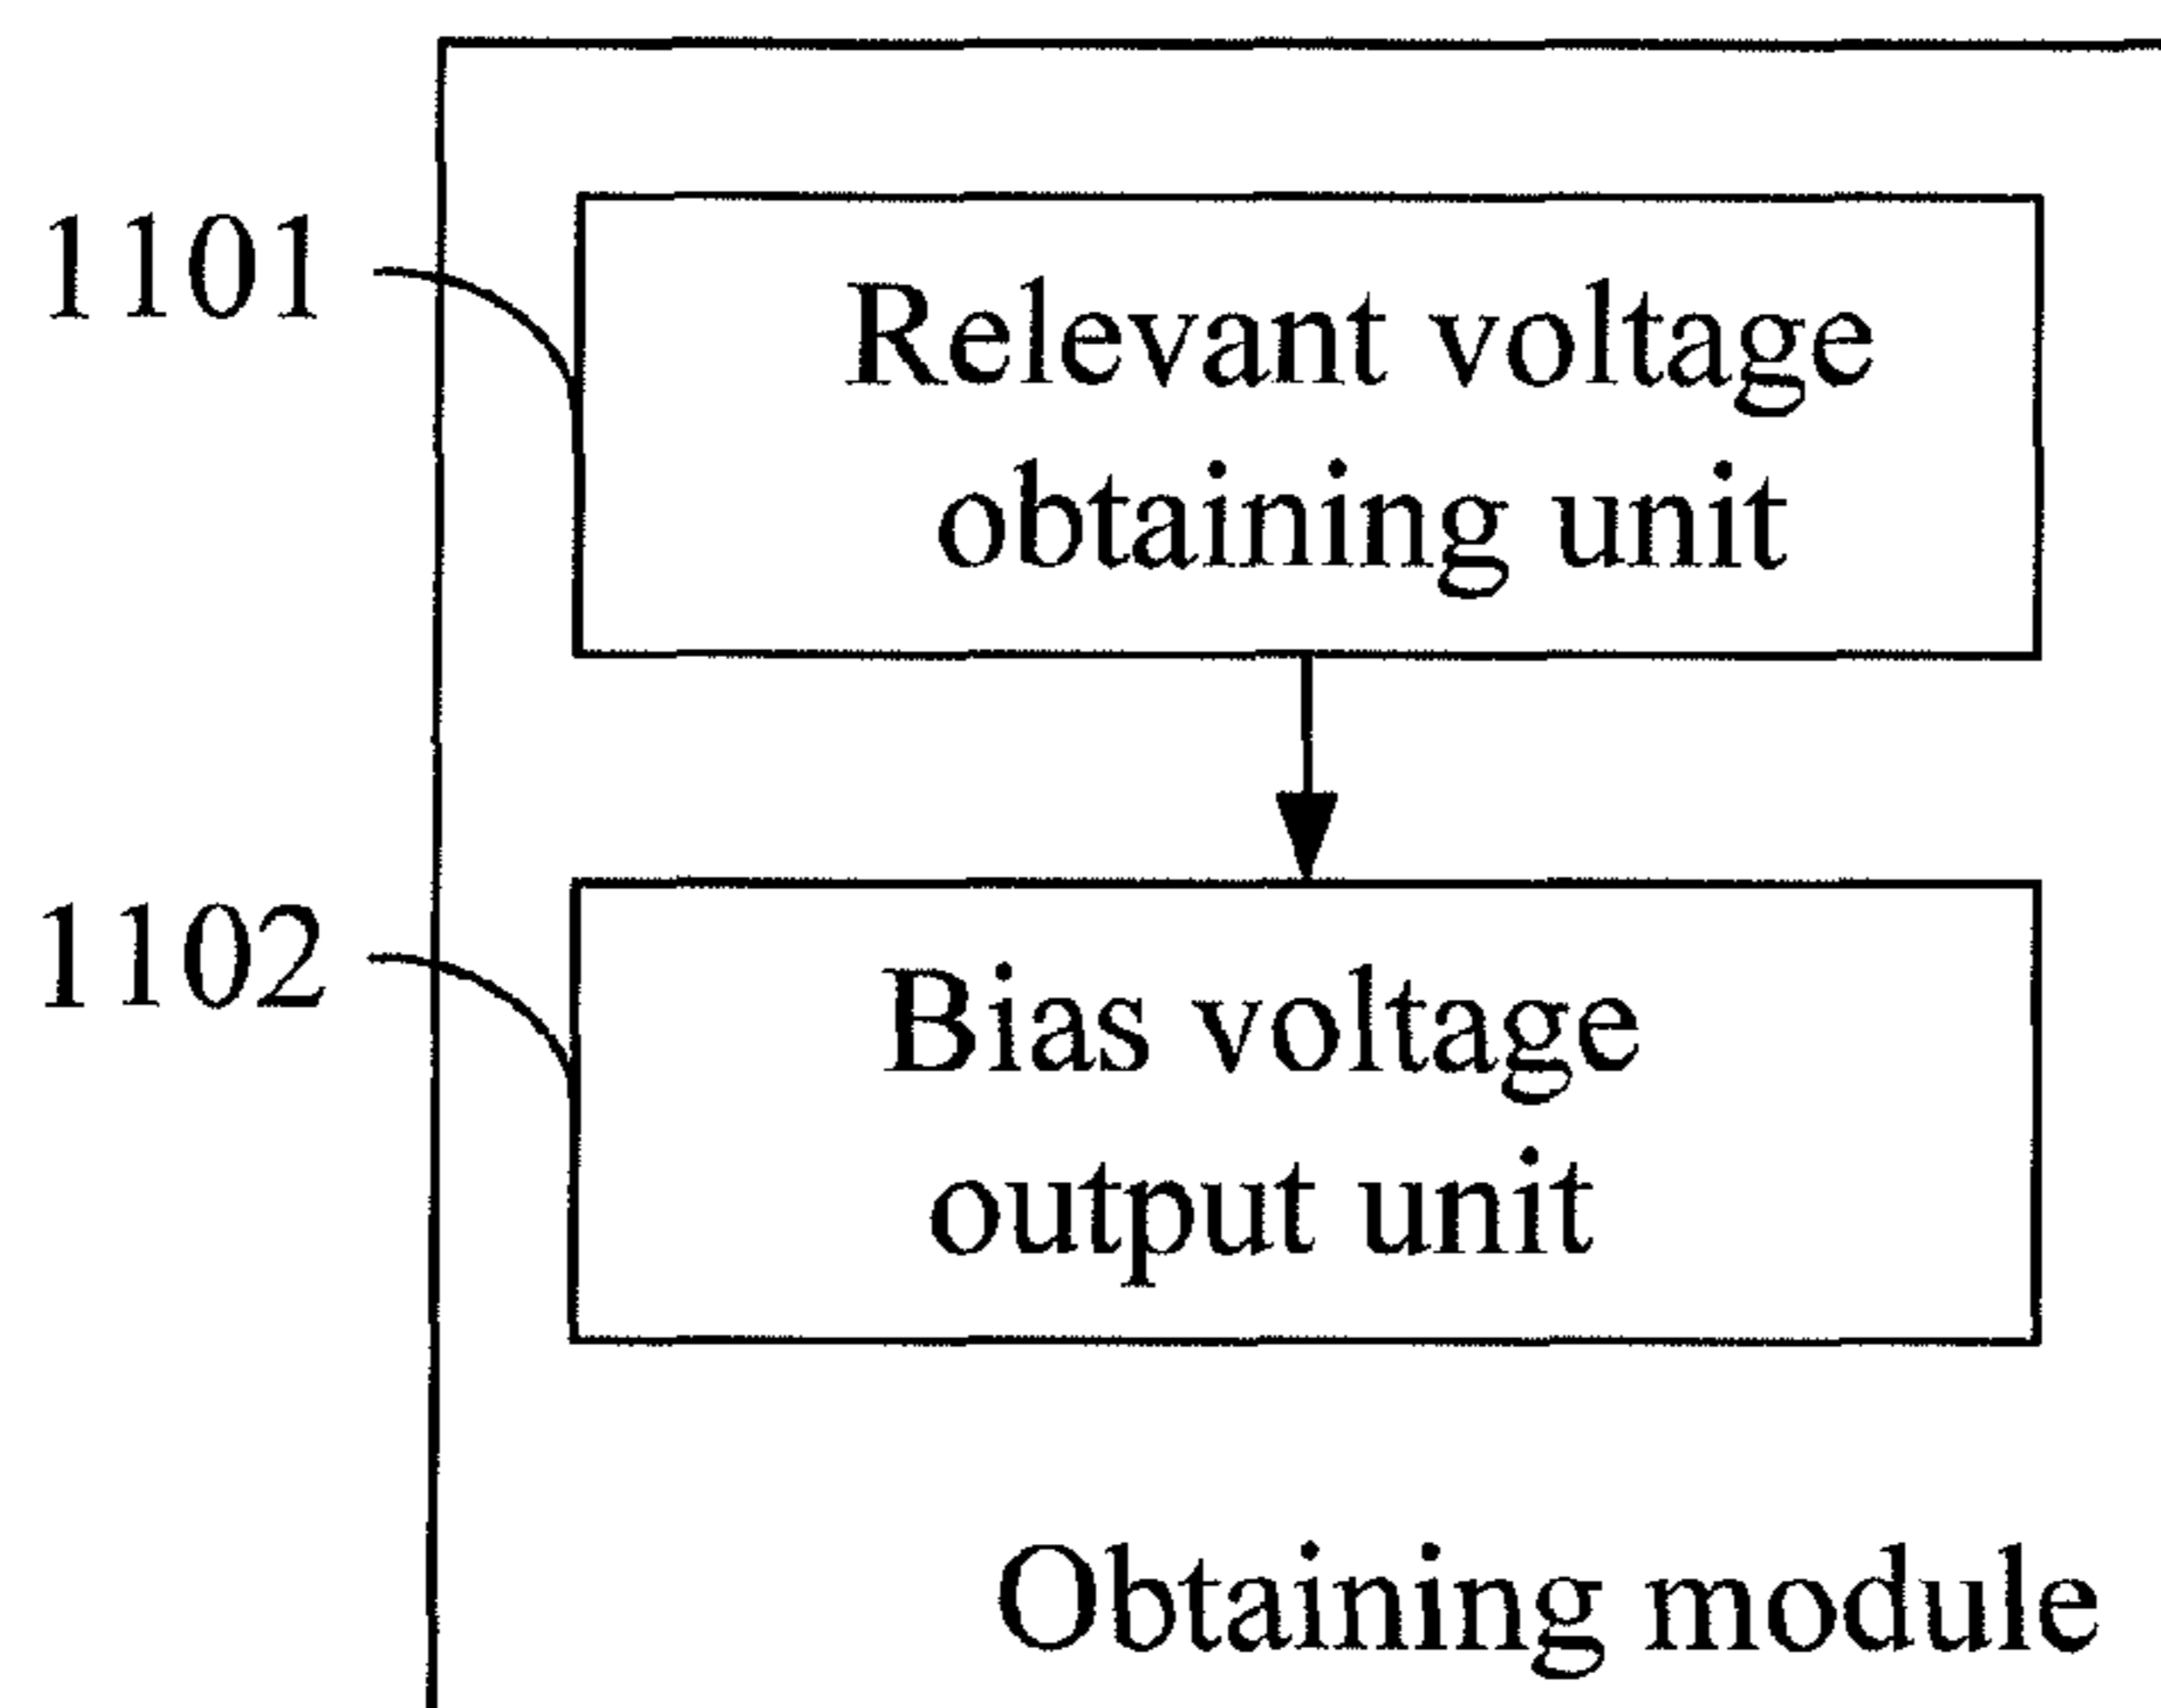 1101
Relevant voltage
obtaining unit
1102
Bias voltage
output unit
Obtaining module